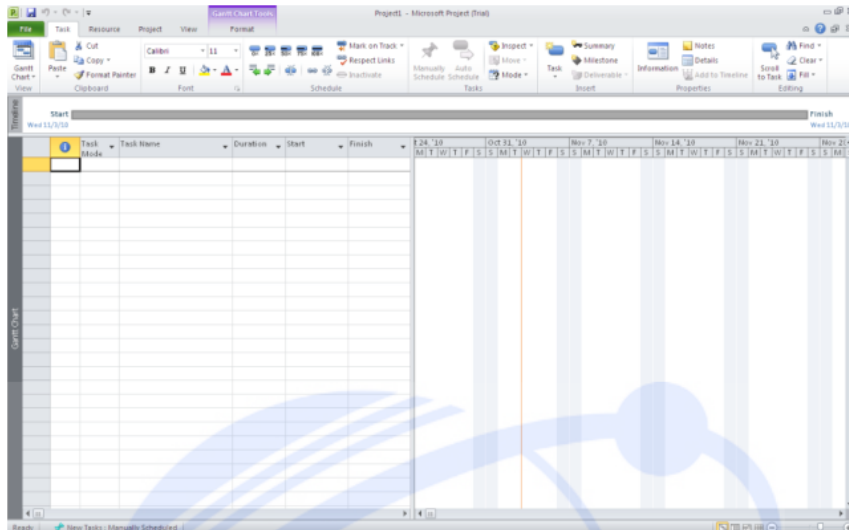 Gantt Chart Tools
Project1 - Microsoft Project (Trial)
File Task Resource Project View Format
Gantt Chart
View
Paste
Cut
Copy
Format Painter
Clipboard
Calibri 11
B I U A
Font
Mark on Track
Respect Links
Inactivate
Schedule
Manually Schedule
Auto Schedule
Inspect
Move
Mode
Tasks
Task
Summary
Milestone
Deliverable
Insert
Information
Notes
Details
Add to Timeline
Properties
Scroll to Task
Find
Clear
Fill
Editing
Timeline
Start
Wed 11/3/10
Finish
Wed 11/3/10
Task Mode Task Name Duration Start Finish
t 24, '10 Oct 31, '10 Nov 7, '10 Nov 14, '10 Nov 21, '10 Nov 2
M T W T F S S M T W T F S S M T W T F S S M T W T F S S M T W T F S S M
Gantt Chart
Ready New Tasks : Manually Scheduled